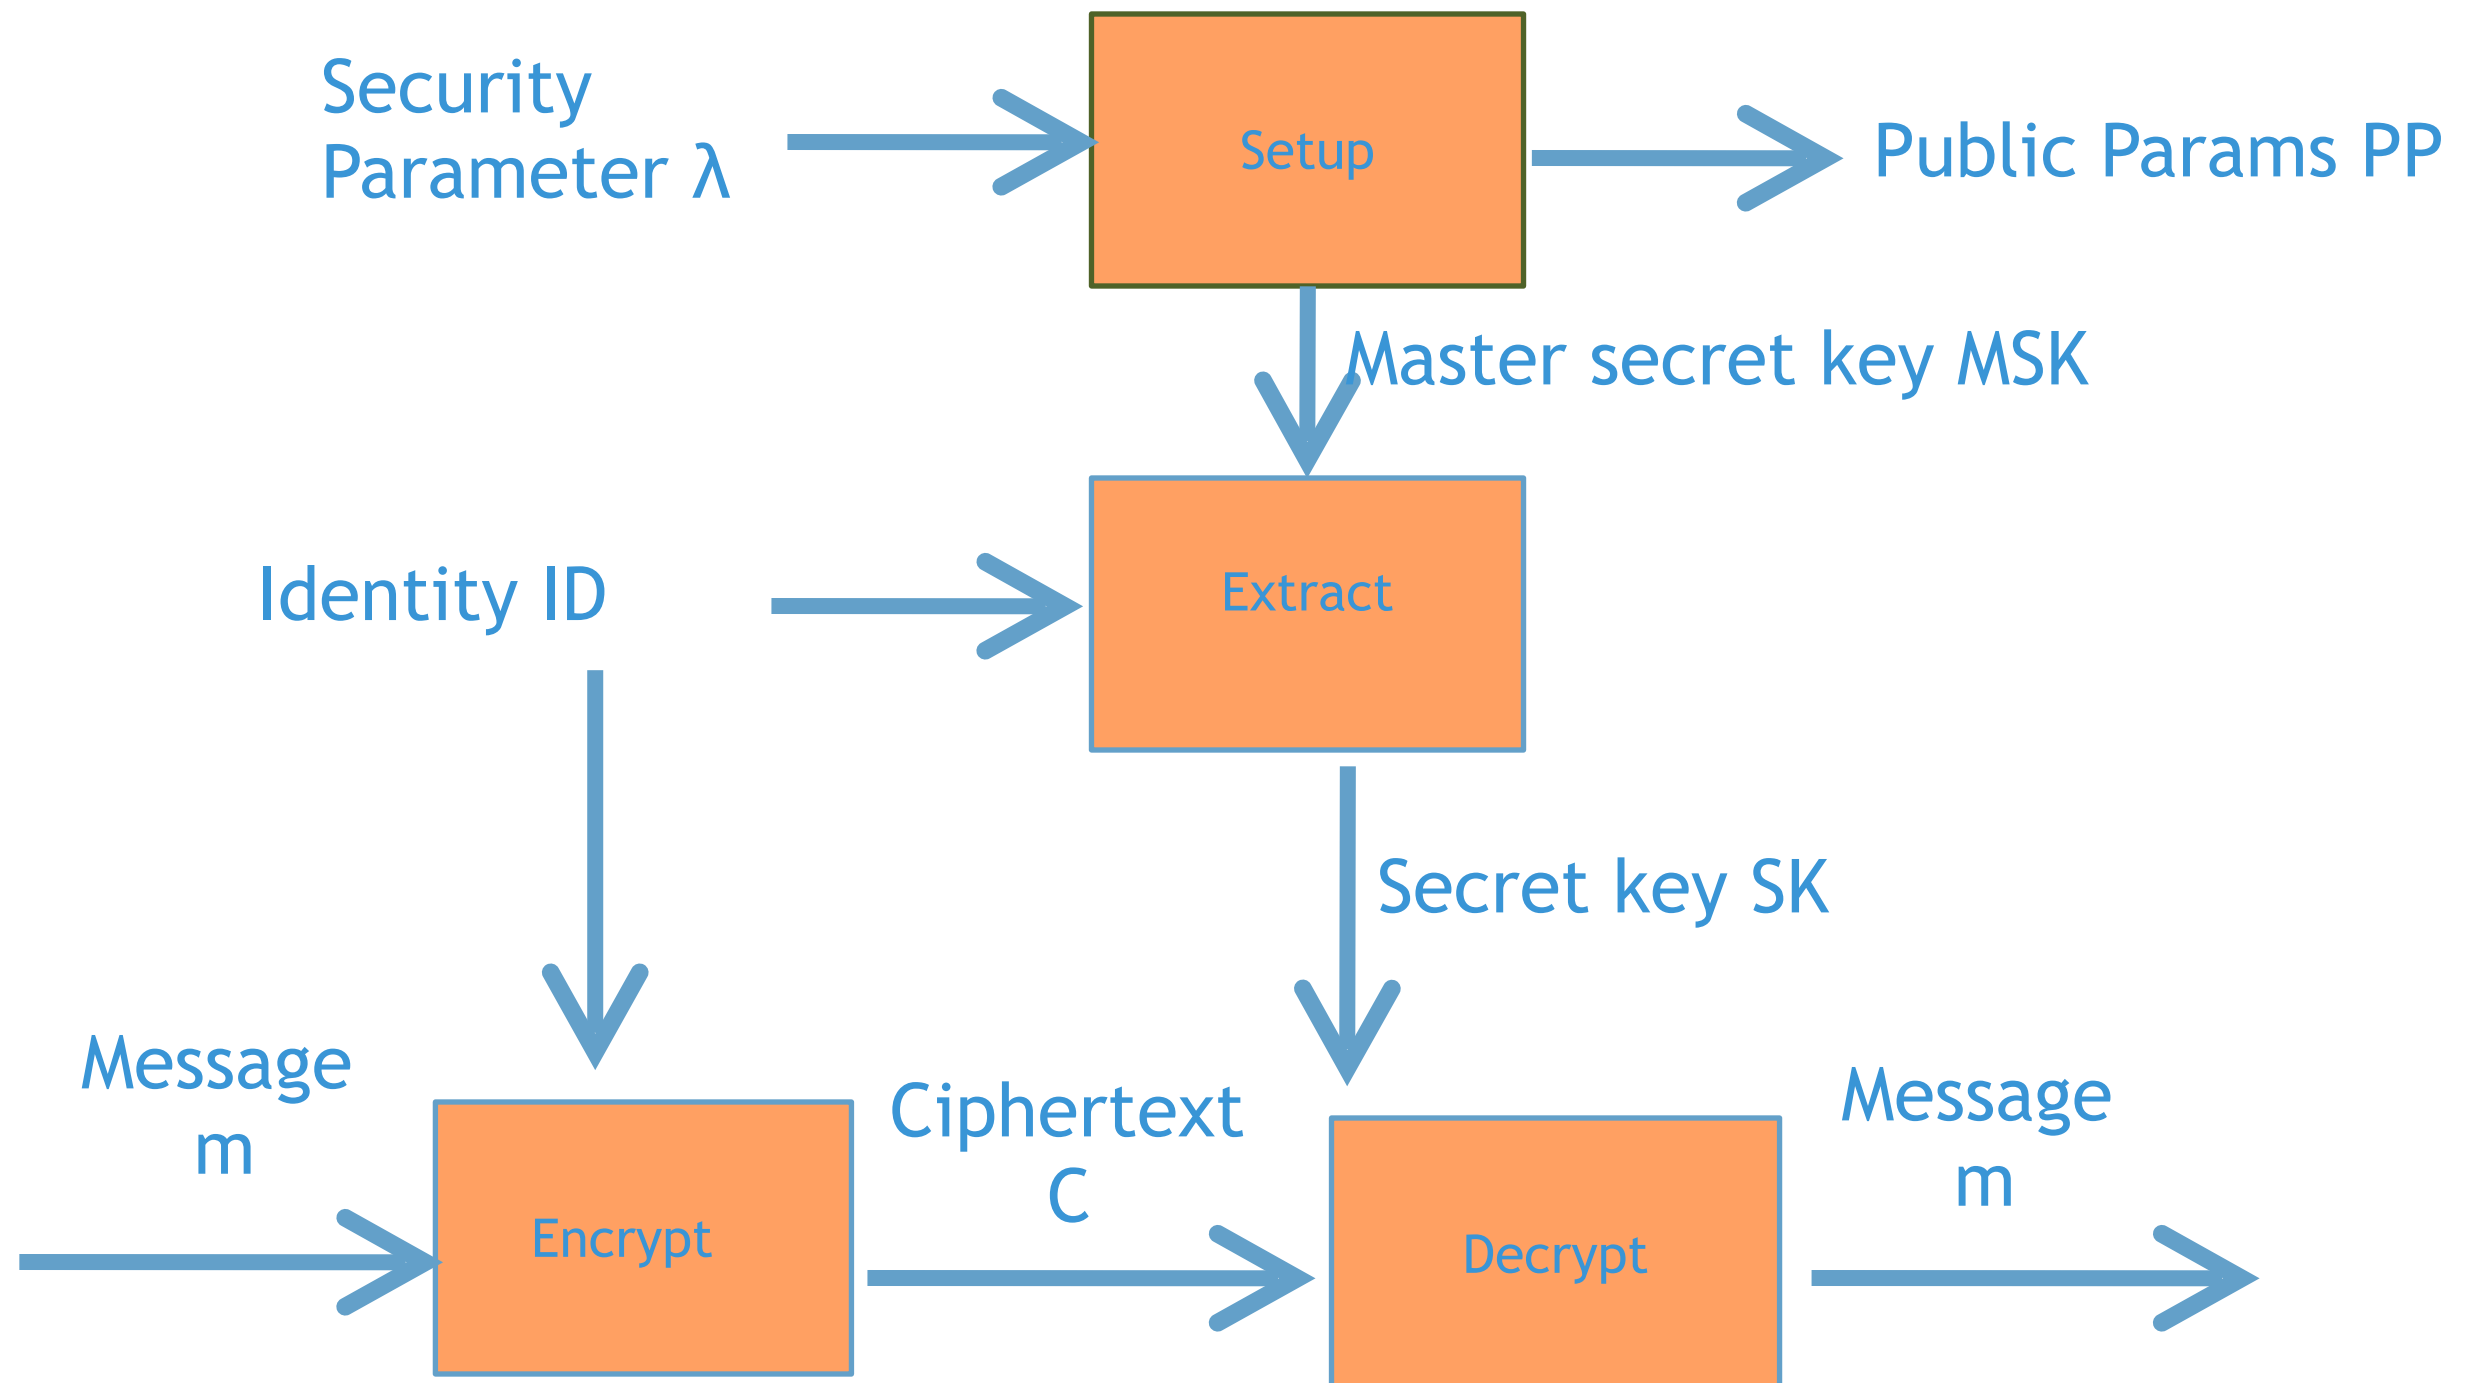 Security
Parameter λ
Setup
Public Params PP
Master secret key MSK
Identity ID
Extract
Secret key SK
Message
m
Ciphertext
C
Message
m
Encrypt
Decrypt